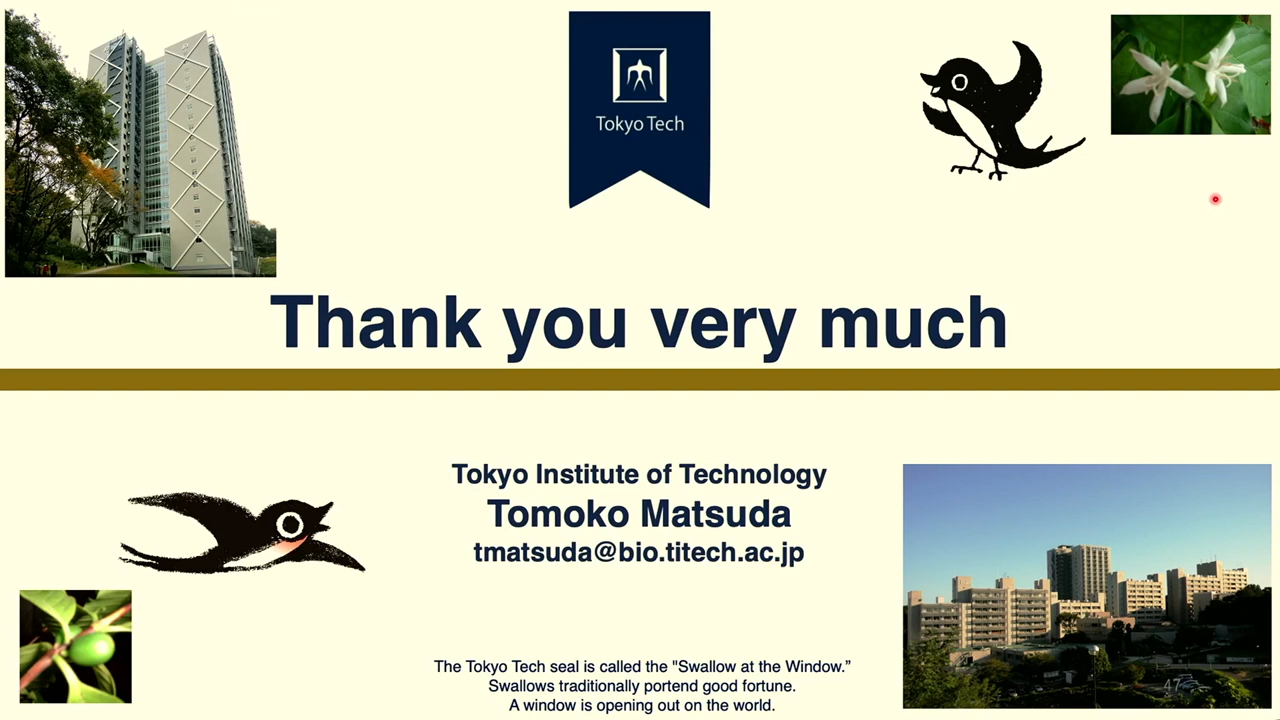 Tokyo Tech
Thank you very much
Tokyo Institute of Technology
Tomoko Matsuda
tmatsuda@bio.titech.ac.jp
The Tokyo Tech seal is called the "Swallow at the Window.”
Swallows traditionally portend good fortune.
A window is opening out on the world.